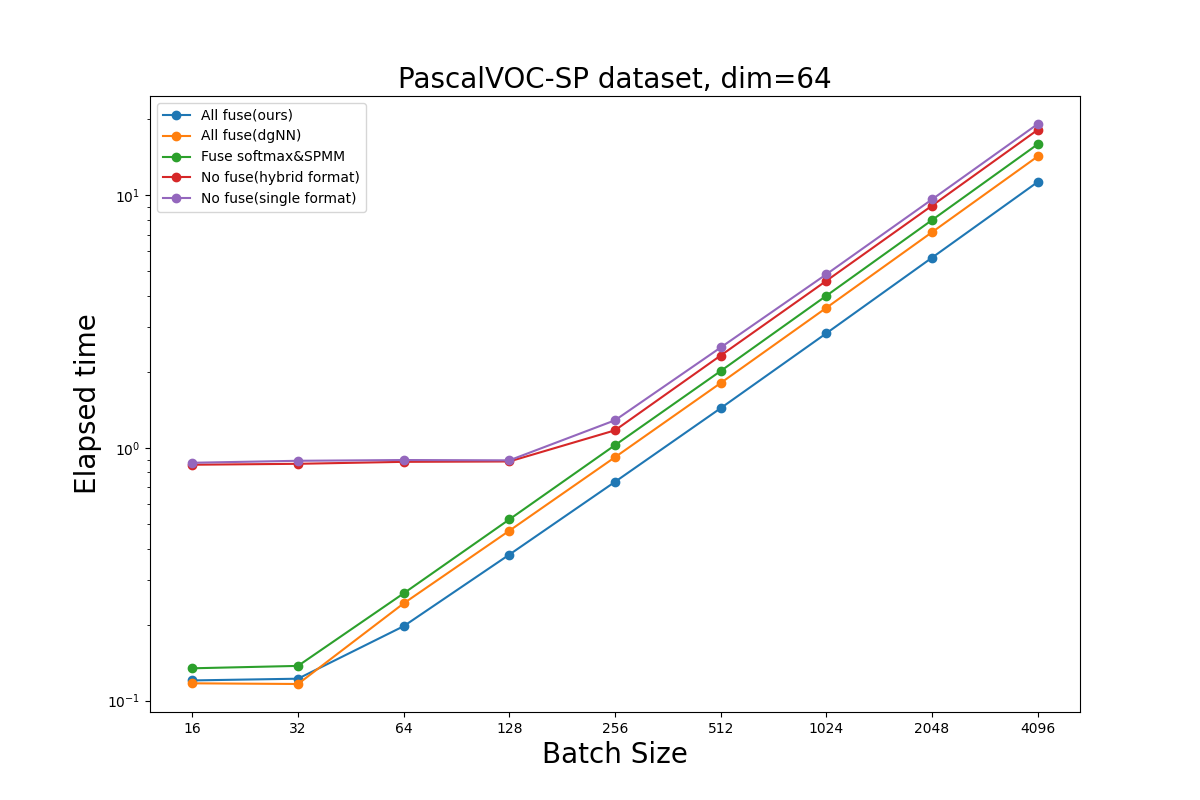 PascalVOC-SP dataset, dim=64
All fuse(ours)
All fuse(dgNN)
Fuse softmax&SPMM
No fuse(hybrid format)
No fuse(single format)
Elapsed time
10¹
10⁰
10⁻¹
16 32 64 128 256 512 1024 2048 4096
Batch Size